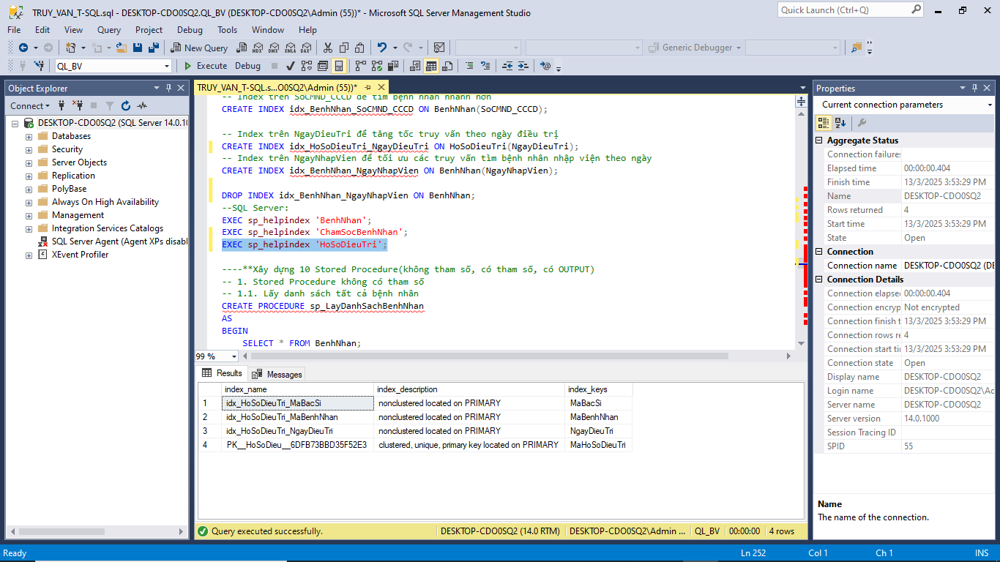 TRUY_VAN_T-SQL.sql - DESKTOP-CDO0SQ2.QL_BV (DESKTOP-CDO0SQ2\Admin (55))* - Microsoft SQL Server Management Studio
Quick Launch (Ctrl+Q)
File Edit View Query Project Debug Tools Window Help
New Query MDX DMX XMLA DAX Generic Debugger
QL_BV Execute Debug
Object Explorer
Connect
DESKTOP-CDO0SQ2 (SQL Server 14.0.10
Databases
Security
Server Objects
Replication
PolyBase
Always On High Availability
Management
Integration Services Catalogs
SQL Server Agent (Agent XPs disabl
XEvent Profiler
TRUY_VAN_T-SQL.s...O0SQ2\Admin (55))*
-- Index trên SoCMND_CCCD để tìm bệnh nhân nhanh hơn
CREATE INDEX idx_BenhNhan_SoCMND_CCCD ON BenhNhan(SoCMND_CCCD);
-- Index trên NgayDieuTri để tăng tốc truy vấn theo ngày điều trị
CREATE INDEX idx_HoSoDieuTri_NgayDieuTri ON HoSoDieuTri(NgayDieuTri);
-- Index trên NgayNhapVien để tối ưu các truy vấn tìm bệnh nhân nhập viện theo ngày
CREATE INDEX idx_BenhNhan_NgayNhapVien ON BenhNhan(NgayNhapVien);
DROP INDEX idx_BenhNhan_NgayNhapVien ON BenhNhan;
--SQL Server:
EXEC sp_helpindex 'BenhNhan';
EXEC sp_helpindex 'ChamSocBenhNhan';
EXEC sp_helpindex 'HoSoDieuTri';
----**Xây dựng 10 Stored Procedure(không tham số, có tham số, có OUTPUT)
-- 1. Stored Procedure không có tham số
-- 1.1. Lấy danh sách tất cả bệnh nhân
CREATE PROCEDURE sp_LayDanhSachBenhNhan
AS
BEGIN
SELECT * FROM BenhNhan;
99 %
Results Messages
index_name index_description index_keys
1 idx_HoSoDieuTri_MaBacSi nonclustered located on PRIMARY MaBacSi
2 idx_HoSoDieuTri_MaBenhNhan nonclustered located on PRIMARY MaBenhNhan
3 idx_HoSoDieuTri_NgayDieuTri nonclustered located on PRIMARY NgayDieuTri
4 PK__HoSoDieu__6DFB73BBD35F52E3 clustered, unique, primary key located on PRIMARY MaHoSoDieuTri
Query executed successfully. DESKTOP-CDO0SQ2 (14.0 RTM) DESKTOP-CDO0SQ2\Admin ... QL_BV 00:00:00 4 rows
Properties
Current connection parameters
Aggregate Status
Connection failures
Elapsed time 00:00:00.404
Finish time 13/3/2025 3:53:29 PM
Name DESKTOP-CDO0SQ2
Rows returned 4
Start time 13/3/2025 3:53:29 PM
State Open
Connection
Connection name DESKTOP-CDO0SQ2 (DE
Connection Details
Connection elapse 00:00:00.404
Connection encryp Not encrypted
Connection finish t 13/3/2025 3:53:29 PM
Connection rows re 4
Connection start tir 13/3/2025 3:53:29 PM
Connection state Open
Display name DESKTOP-CDO0SQ2
Login name DESKTOP-CDO0SQ2\Ad
Server name DESKTOP-CDO0SQ2
Server version 14.0.1000
Session Tracing ID
SPID 55
Name
The name of the connection.
Ready Ln 252 Col 1 Ch 1 INS